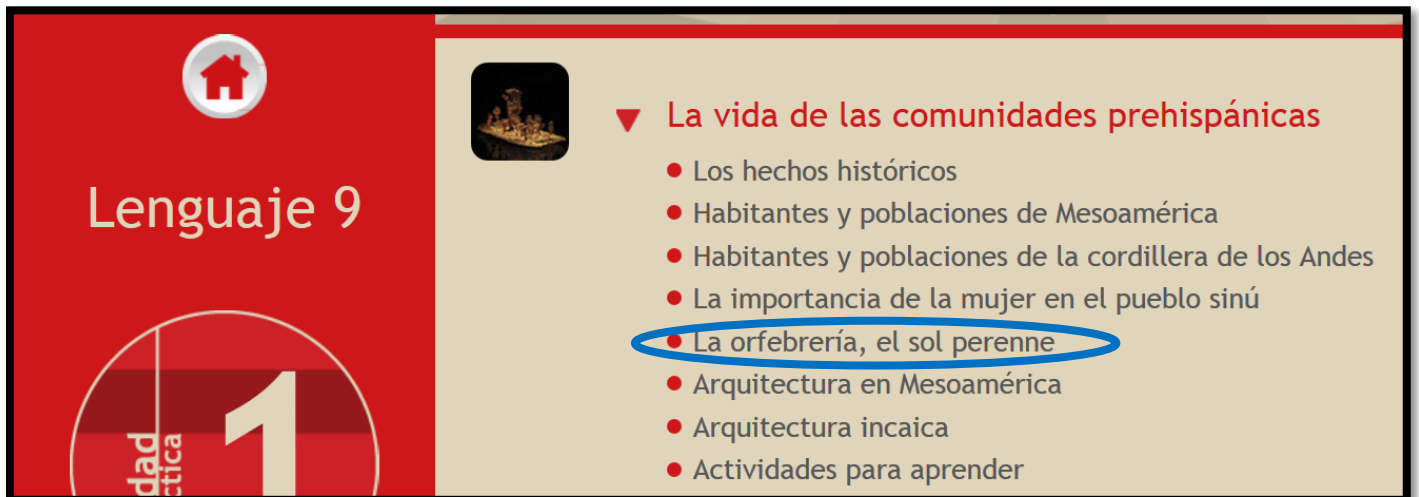 Lenguaje 9
dad
ctica
1
La vida de las comunidades prehispánicas
Los hechos históricos
Habitantes y poblaciones de Mesoamérica
Habitantes y poblaciones de la cordillera de los Andes
La importancia de la mujer en el pueblo sinú
La orfebrería, el sol perenne
Arquitectura en Mesoamérica
Arquitectura incaica
Actividades para aprender